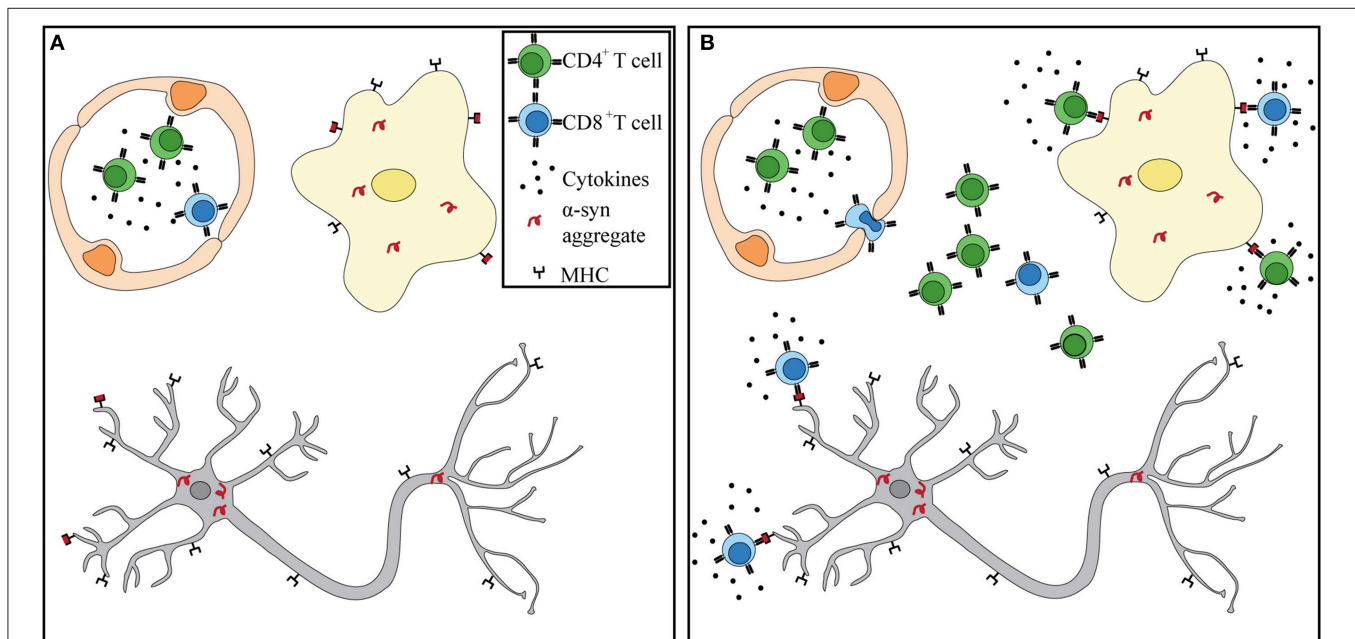 A
CD4⁺ T cell
CD8⁺T cell
Cytokines
α-syn
aggregate
MHC
B